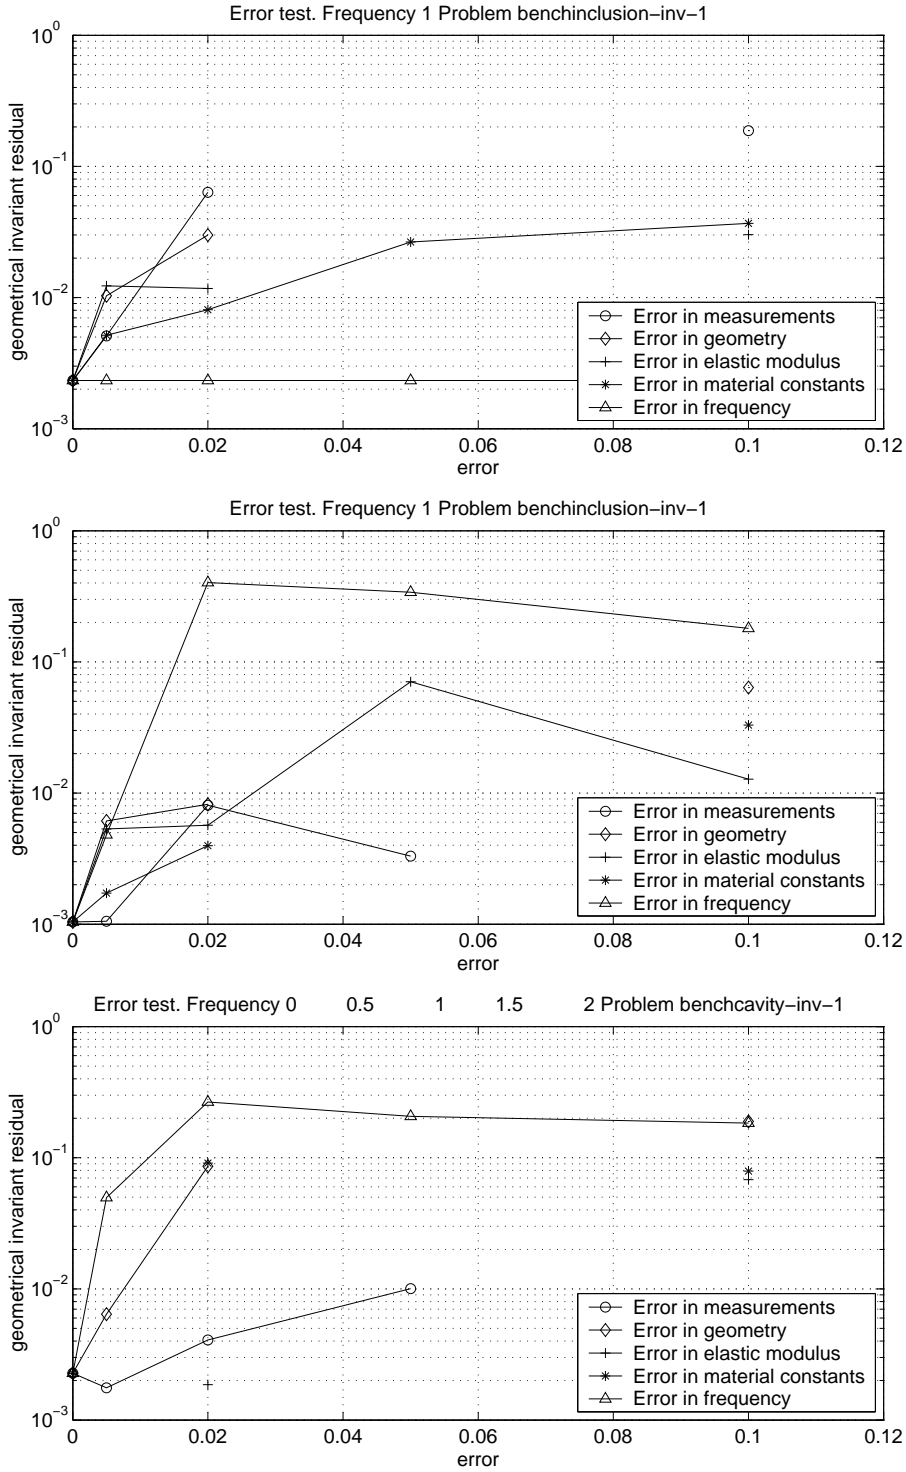 Error test. Frequency 1 Problem benchinclusion−inv−1
10^0
10^−1
10^−2
10^−3
geometrical invariant residual
Error in measurements
Error in geometry
Error in elastic modulus
Error in material constants
Error in frequency
0 0.02 0.04 0.06 0.08 0.1 0.12
error
Error test. Frequency 1 Problem benchinclusion−inv−1
10^0
10^−1
10^−2
10^−3
geometrical invariant residual
Error in measurements
Error in geometry
Error in elastic modulus
Error in material constants
Error in frequency
0 0.02 0.04 0.06 0.08 0.1 0.12
error
Error test. Frequency 0 0.5 1 1.5 2 Problem benchcavity−inv−1
10^0
10^−1
10^−2
10^−3
geometrical invariant residual
Error in measurements
Error in geometry
Error in elastic modulus
Error in material constants
Error in frequency
0 0.02 0.04 0.06 0.08 0.1 0.12
error